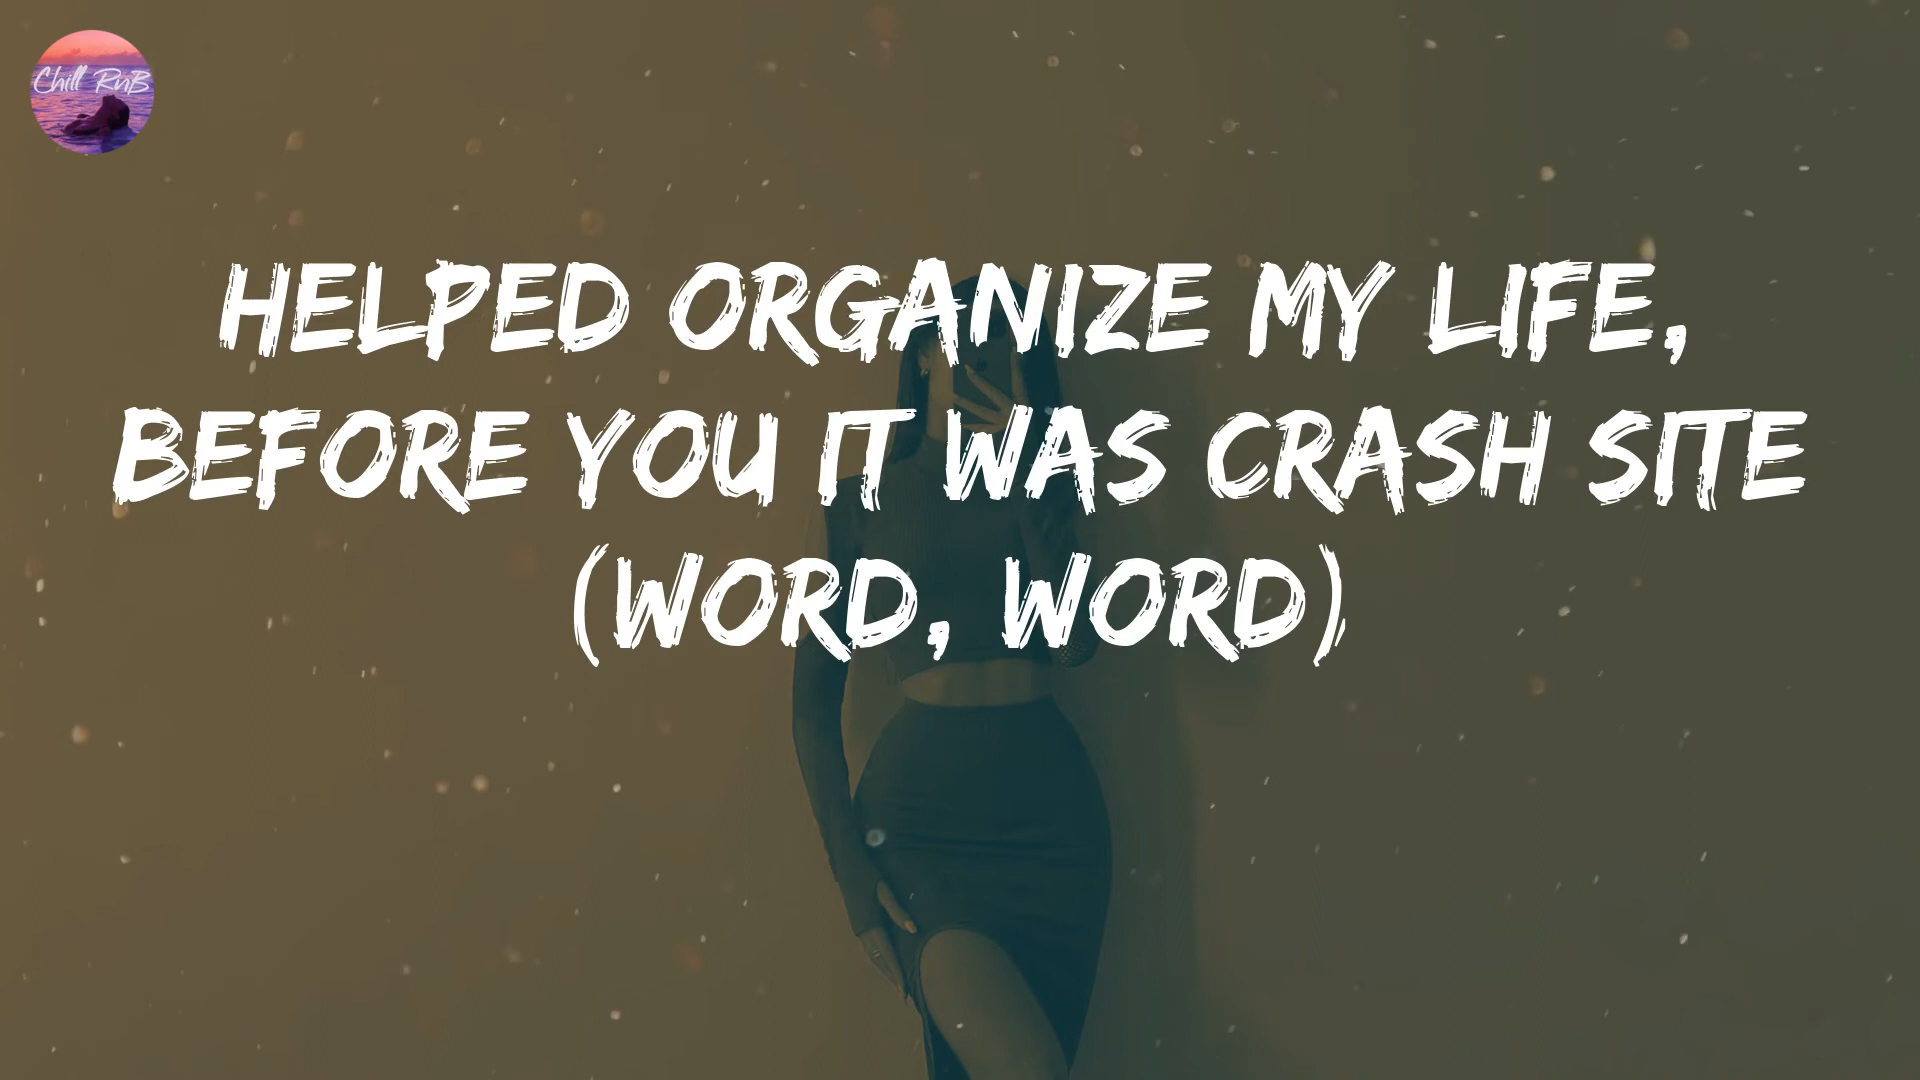 Chill RnB
HELPED ORGANIZE MY LIFE,
BEFORE YOU IT WAS CRASH SITE
(WORD, WORD)